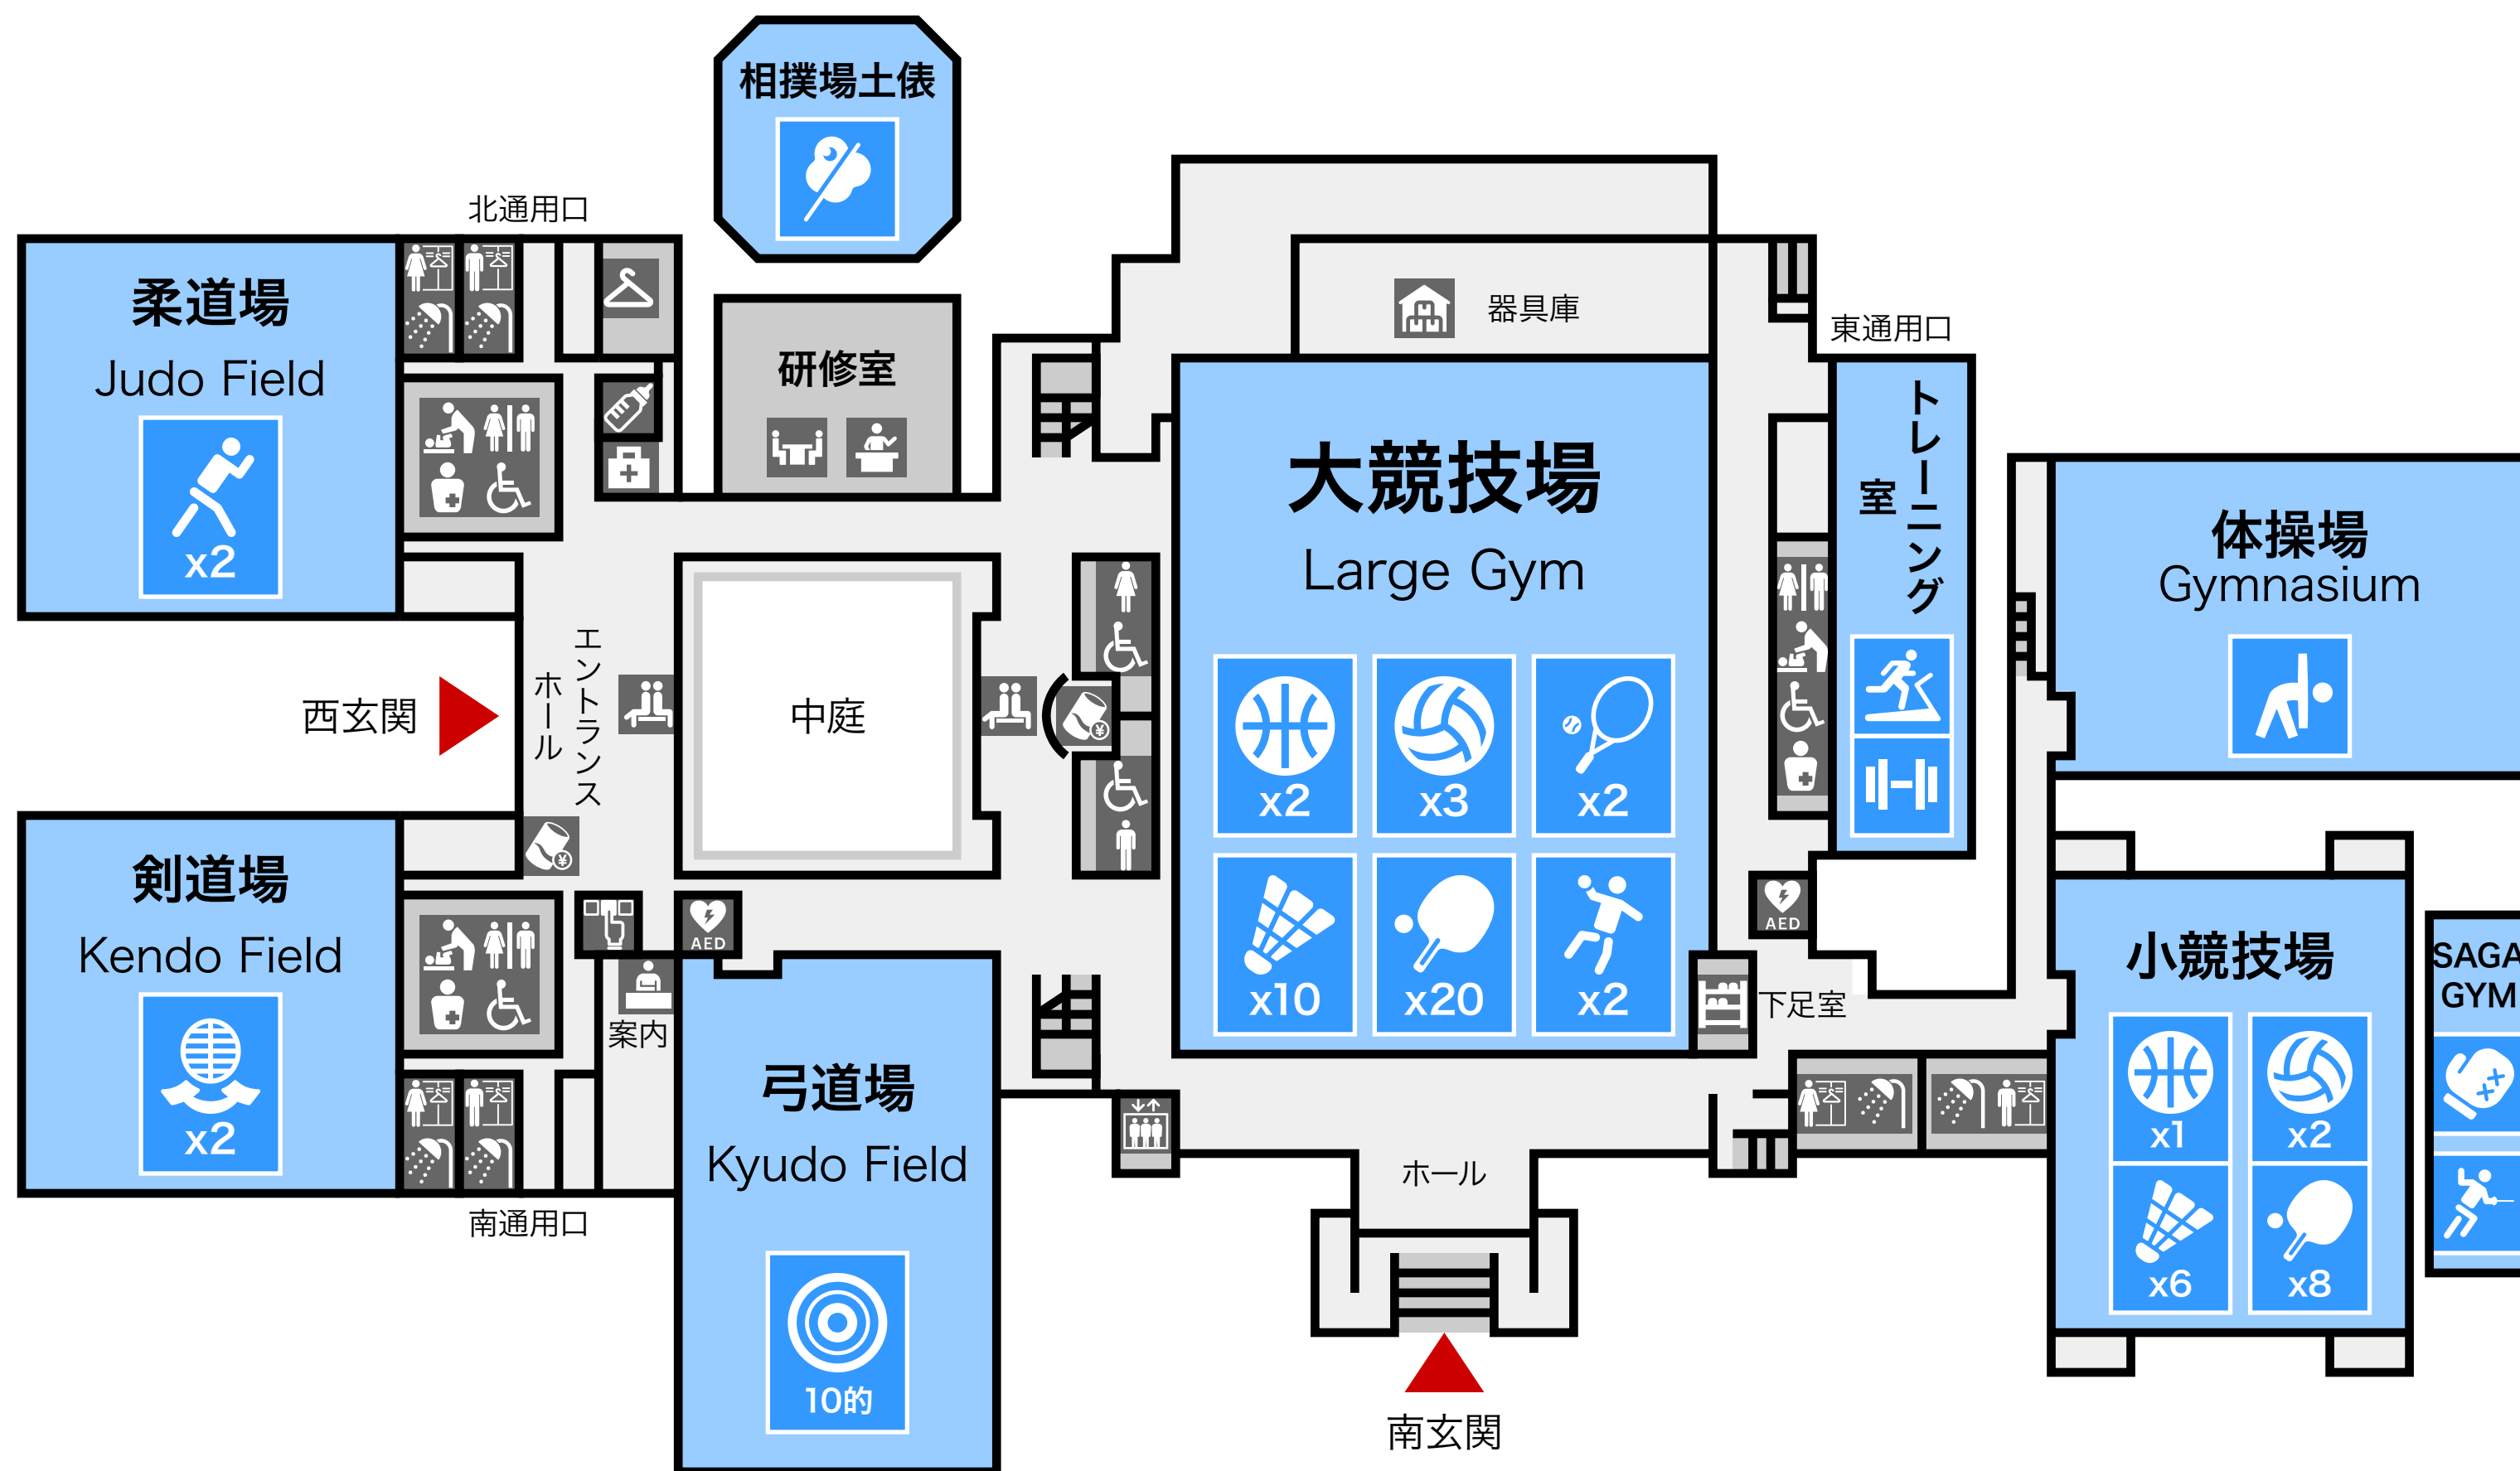 相撲場土俵
北通用口
柔道場
Judo Field
x2
研修室
器具庫
東通用口
大競技場
Large Gym
x2
x3
x2
x10
x20
x2
トレーニング
室
体操場
Gymnasium
エントランス
ホール
西玄関
中庭
¥
¥
剣道場
Kendo Field
x2
AED
AED
案内
下足室
小競技場
x1
x2
x6
x8
SAGA
GYM
弓道場
Kyudo Field
10的
南通用口
ホール
南玄関